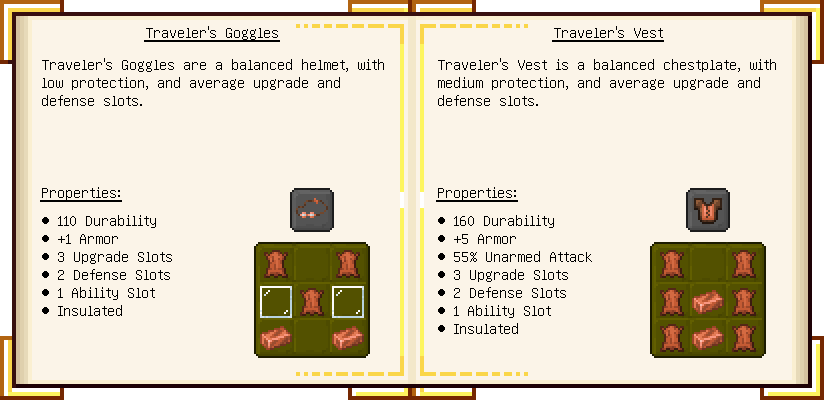 Traveler's Goggles
Traveler's Goggles are a balanced helmet, with
low protection, and average upgrade and
defense slots.
Properties:
• 110 Durability
• +1 Armor
• 3 Upgrade Slots
• 2 Defense Slots
• 1 Ability Slot
• Insulated
Traveler's Vest
Traveler's Vest is a balanced chestplate, with
medium protection, and average upgrade and
defense slots.
Properties:
• 160 Durability
• +5 Armor
• 55% Unarmed Attack
• 3 Upgrade Slots
• 2 Defense Slots
• 1 Ability Slot
• Insulated